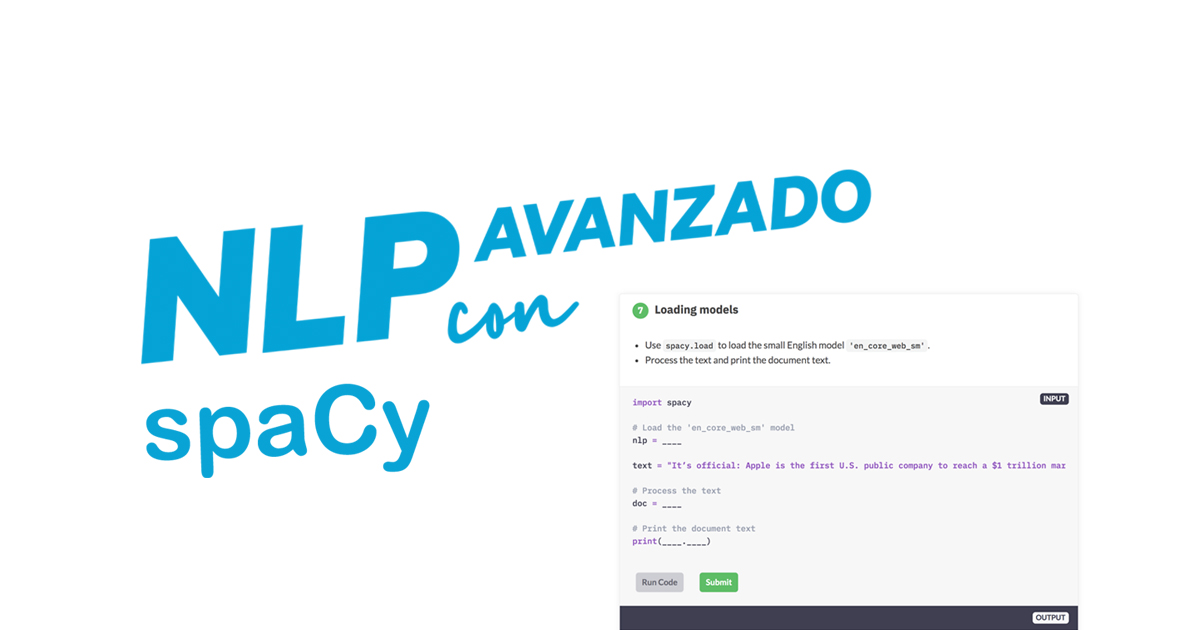 NLP AVANZADO
con
spaCy
7 Loading models
• Use spacy.load to load the small English model 'en_core_web_sm' .
• Process the text and print the document text.
INPUT
import spacy
# Load the 'en_core_web_sm' model
nlp = ____
text = "It’s official: Apple is the first U.S. public company to reach a $1 trillion mar
# Process the text
doc = ____
# Print the document text
print(____.____)
Run Code Submit
OUTPUT